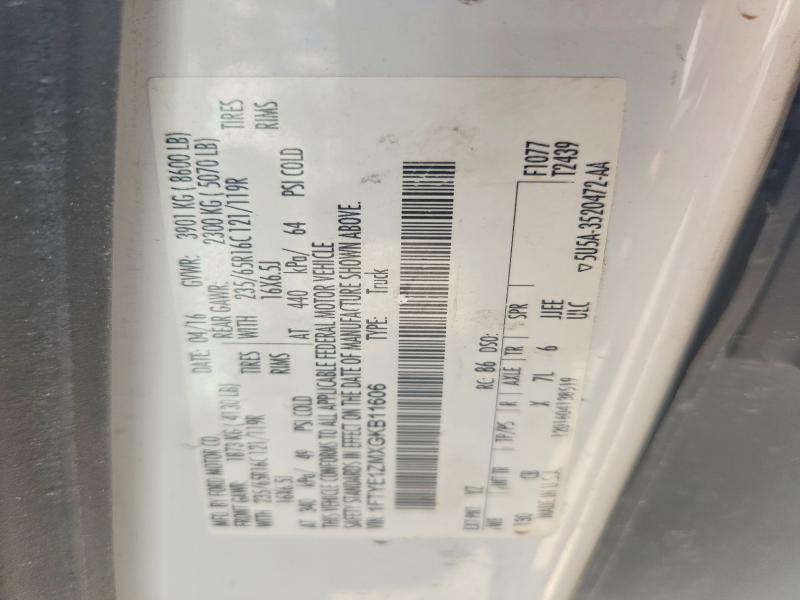 MFD. BY FORD MOTOR CO.
DATE: 04/16 GVWR: 3901 KG ( 8600 LB)
FRONT GAWR: 1873 KG ( 4130 LB) REAR GAWR: 2300 KG ( 5070 LB)
WITH 235/65R16C121/119R TIRES WITH 235/65R16C121/119R TIRES
16X6.5J RIMS 16X6.5J RIMS
AT 340 kPa/ 49 PSI COLD AT 440 kPa/ 64 PSI COLD
THIS VEHICLE CONFORMS TO ALL APPLICABLE FEDERAL MOTOR VEHICLE
SAFETY STANDARDS IN EFFECT ON THE DATE OF MANUFACTURE SHOWN ABOVE.
VIN: 1FTYE1ZMXGKB11606 TYPE: Truck
EXT PNT: YZ RC: 86 DSO: F1077
T2439
WB INT TR TP/PS R AXLE TR SPR
130 CB X 7L 6 JJEE
MADE IN U.S.A. ULC
▽5U5A-3520472-AA